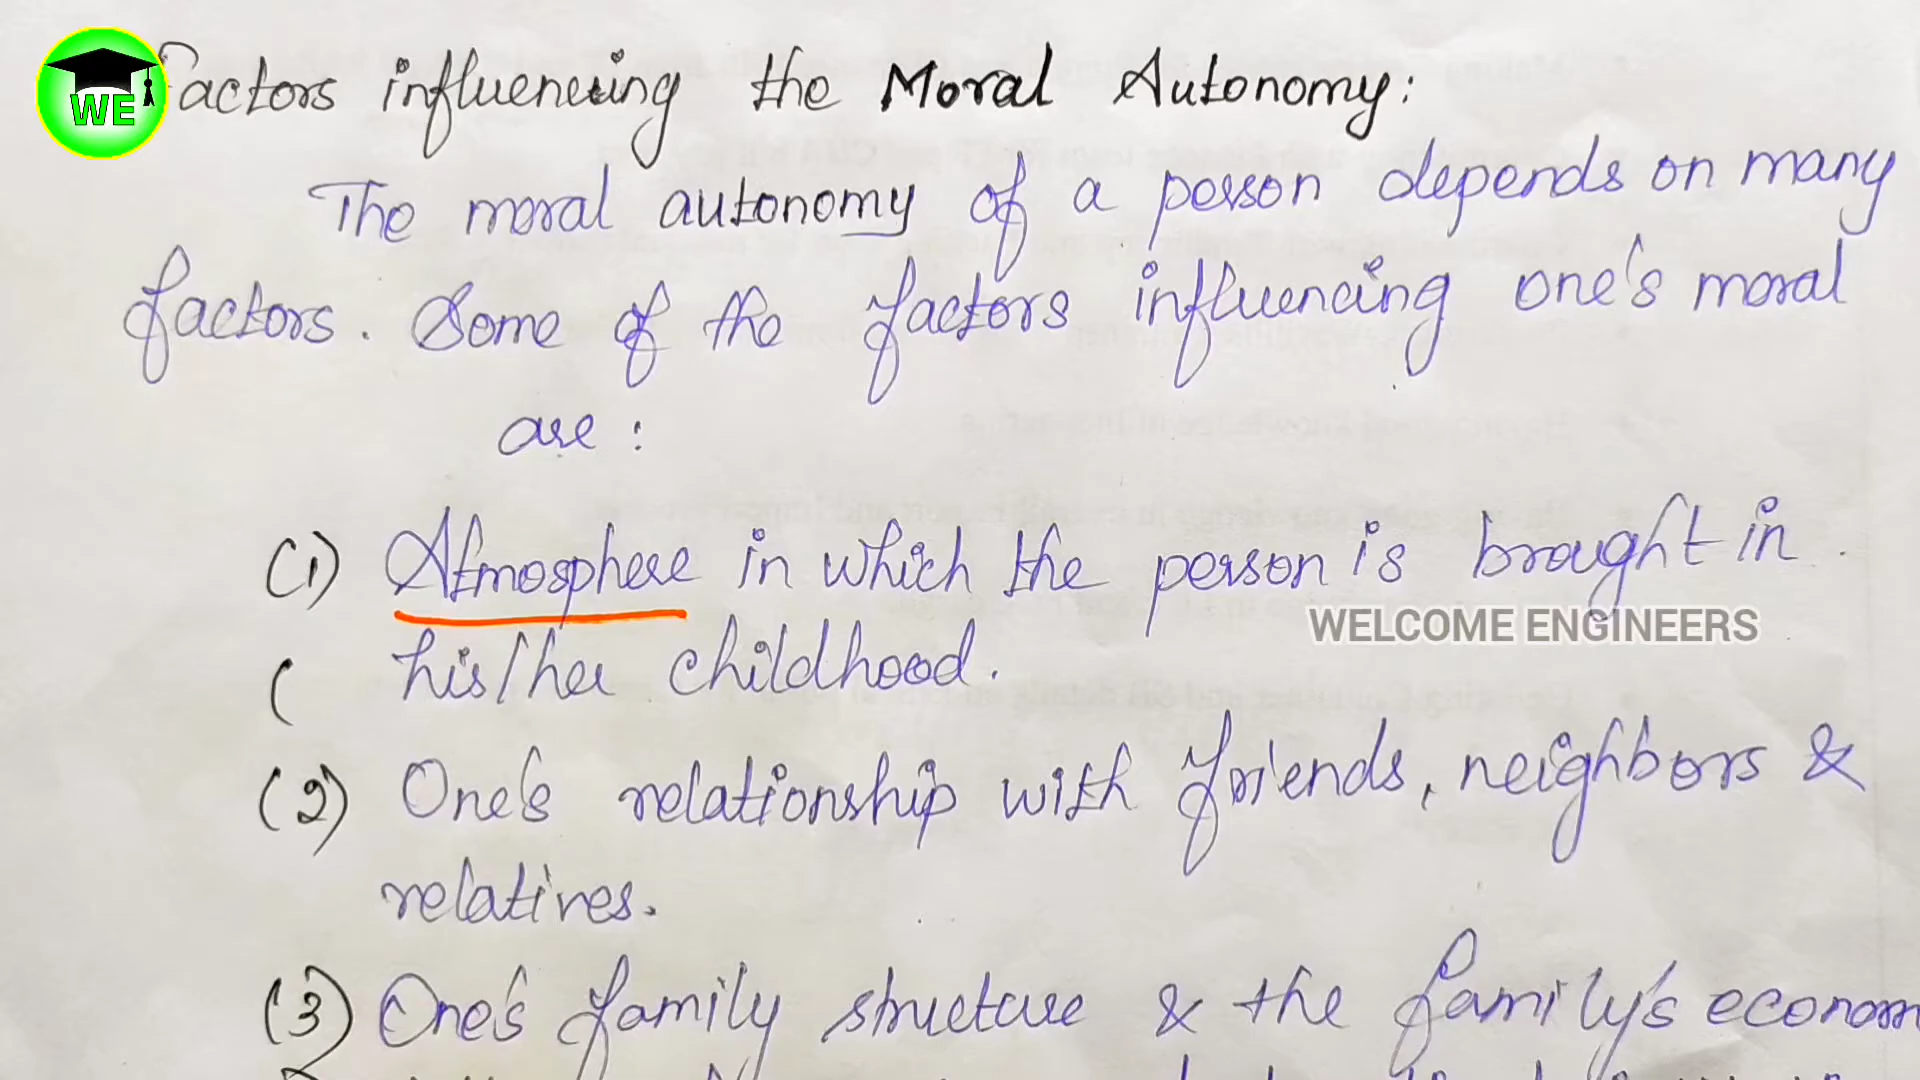 WE
Factors influencing the Moral Autonomy:
The moral autonomy of a person depends on many
factors. Some of the factors influencing one's moral
are:
(1) Atmosphere in which the person is brought in
WELCOME ENGINEERS
( his/her childhood.
(2) One's relationship with friends, neighbors &
relatives.
(3) One's family structure & the family's econom